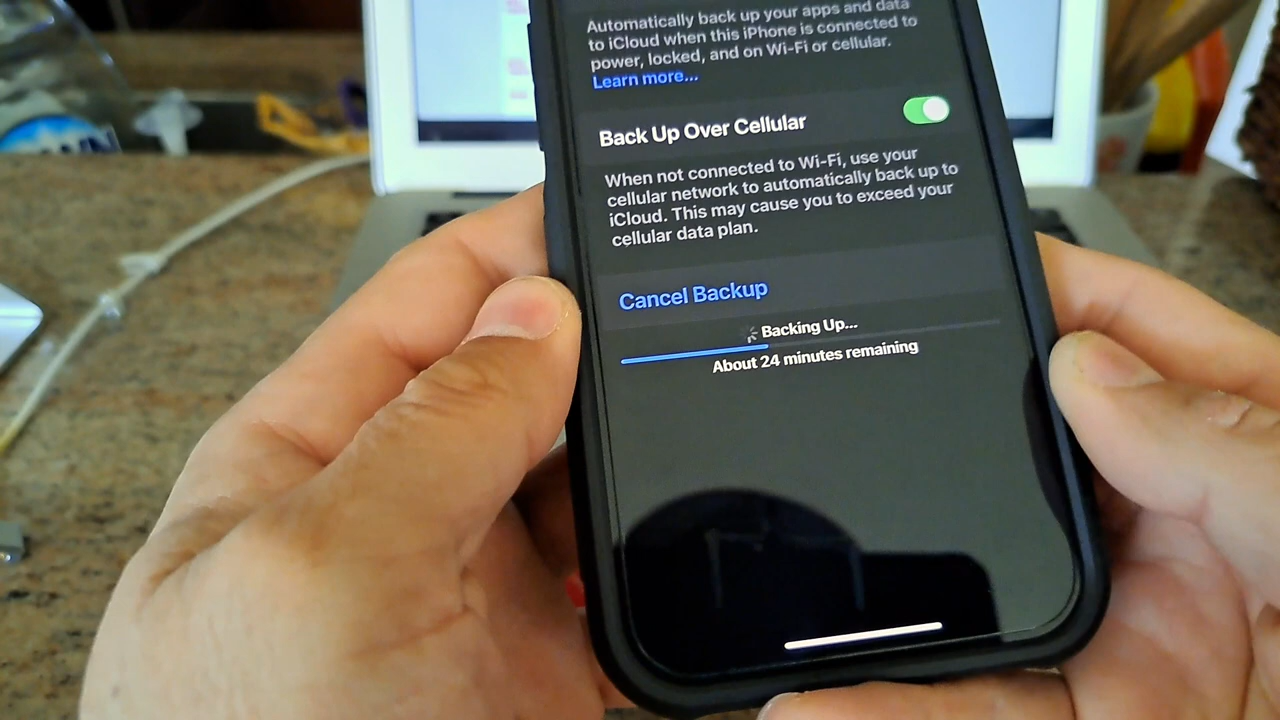 Automatically back up your apps and data
to iCloud when this iPhone is connected to
power, locked, and on Wi-Fi or cellular.
Learn more...
Back Up Over Cellular
When not connected to Wi-Fi, use your
cellular network to automatically back up to
iCloud. This may cause you to exceed your
cellular data plan.
Cancel Backup
Backing Up...
About 24 minutes remaining